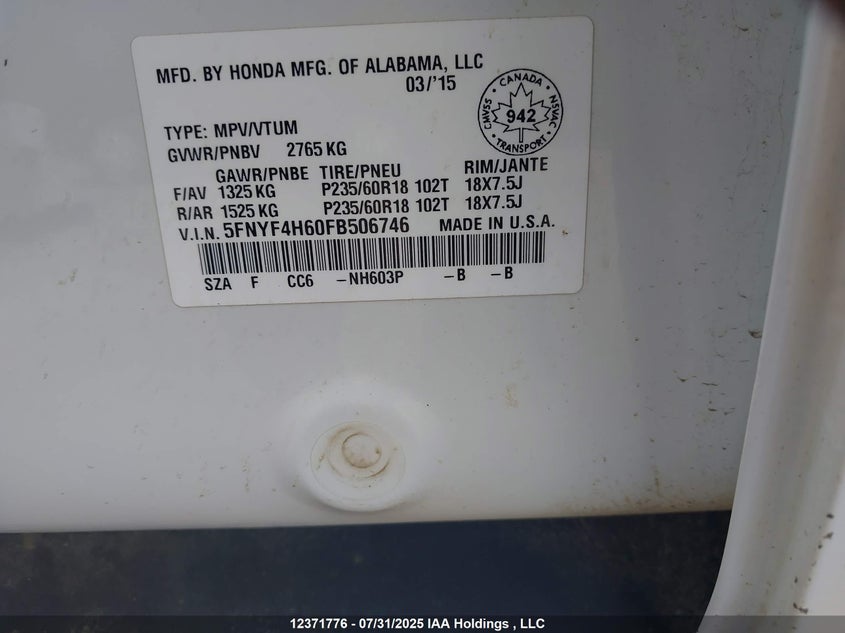 MFD. BY HONDA MFG. OF ALABAMA, LLC
03/'15
CANADA
CMVSS 942 NSVAC
TRANSPORT
TYPE: MPV/VTUM
GVWR/PNBV 2765 KG
GAWR/PNBE TIRE/PNEU RIM/JANTE
F/AV 1325 KG P235/60R18 102T 18X7.5J
R/AR 1525 KG P235/60R18 102T 18X7.5J
V.I.N. 5FNYF4H60FB506746 MADE IN U.S.A.
SZA F CC6 -NH603P -B -B
12371776 - 07/31/2025 IAA Holdings , LLC